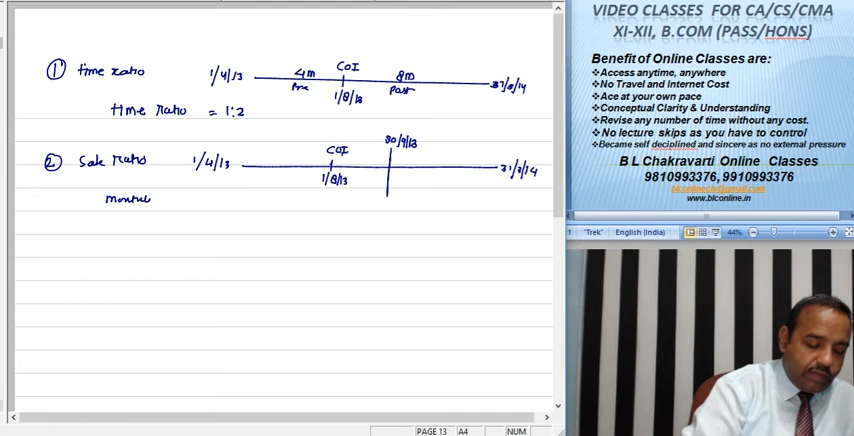 VIDEO CLASSES FOR CA/CS/CMA
XI-XII, B.COM (PASS/HONS)
Benefit of Online Classes are:
❖Access anytime, anywhere
❖No Travel and Internet Cost
❖Ace at your own pace
❖Conceptual Clarity & Understanding
❖Revise any number of time without any cost.
❖No lecture skips as you have to control
❖Became self deciplined and sincere as no external pressure
B L Chakravarti Online Classes
9810993376, 9910993376
blconlinecls@gmail.com
www.blconline.in
1 "Trek" English (India) 44%
① time ratio 1/4/13 4m COI 8m 31/3/14
Pre 1/8/13 Post
time ratio = 1:2
30/9/13
② Sale ratio 1/4/13 COI 31/3/14
1/8/13
PAGE 13 A4 NUM